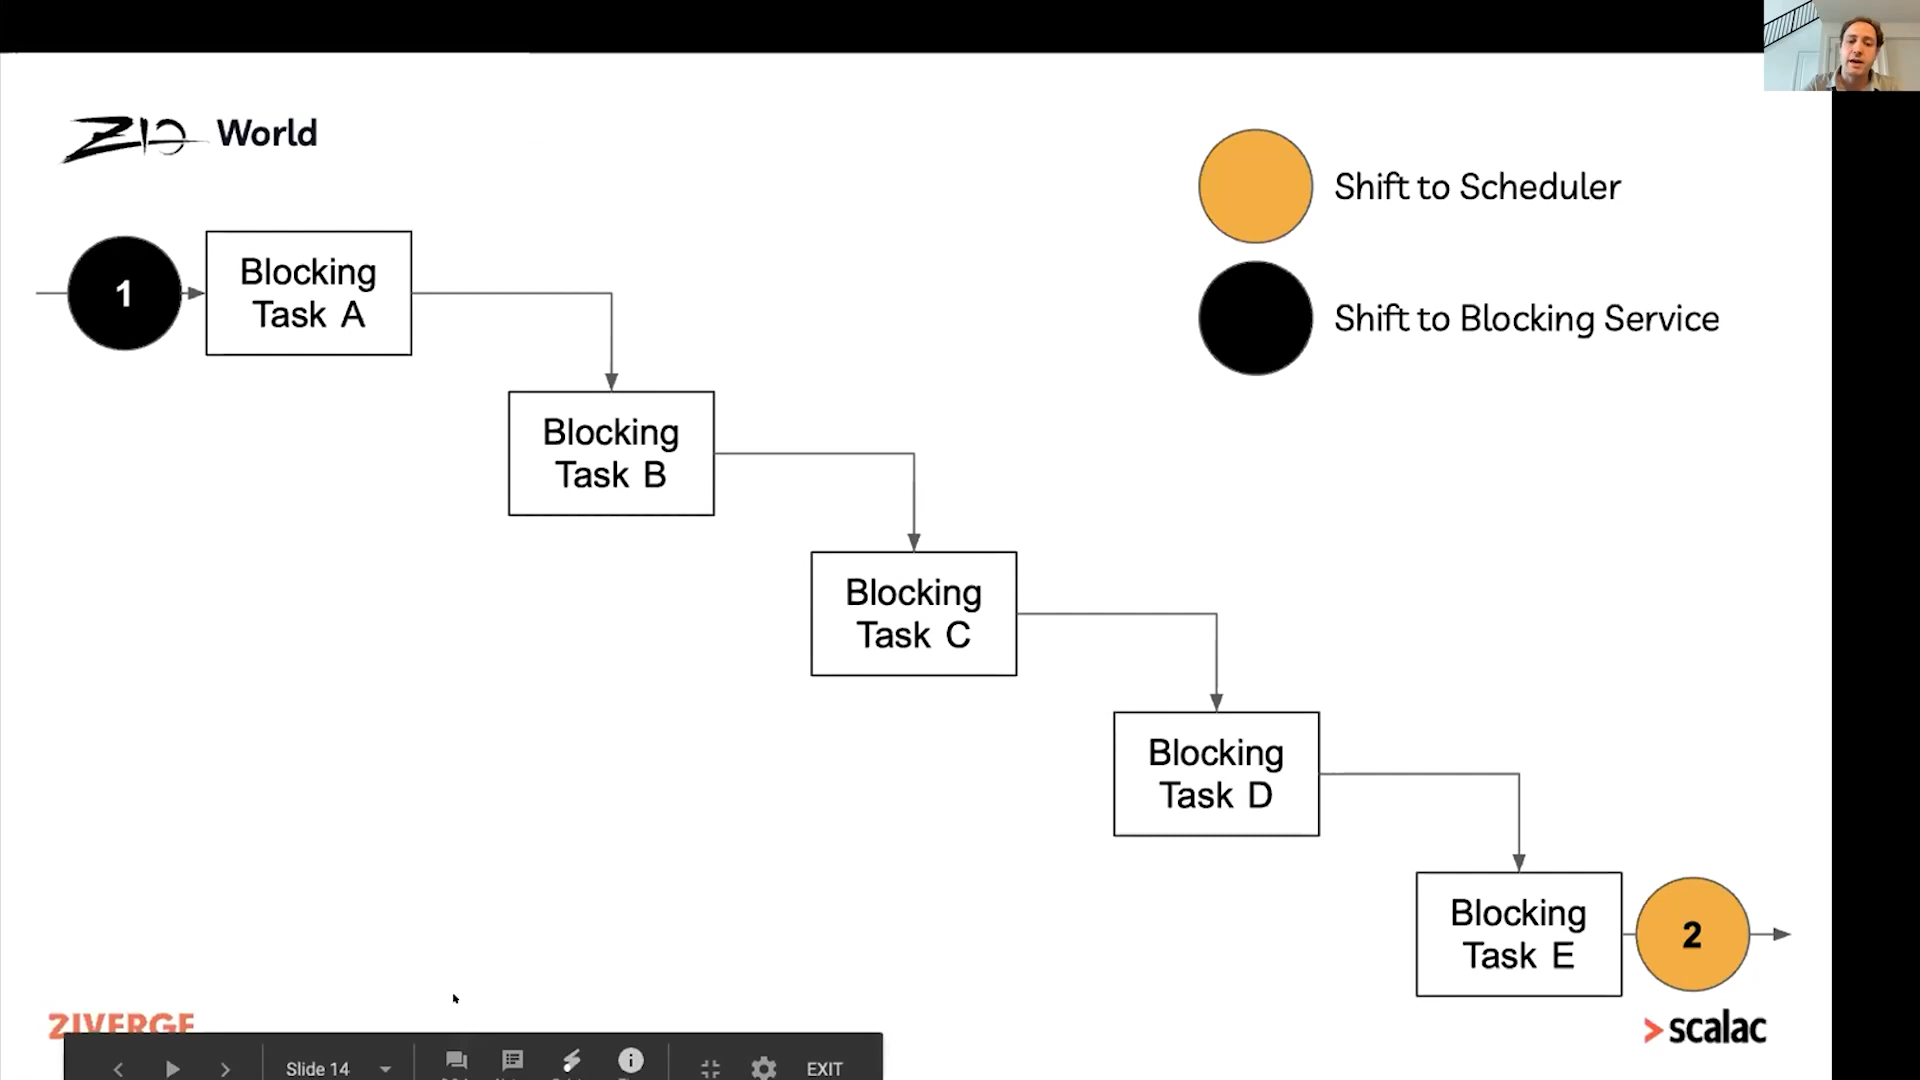 ZIO World
Shift to Scheduler
Shift to Blocking Service
1
Blocking
Task A
Blocking
Task B
Blocking
Task C
Blocking
Task D
Blocking
Task E
2
ZIVERGE
>scalac
Slide 14
EXIT